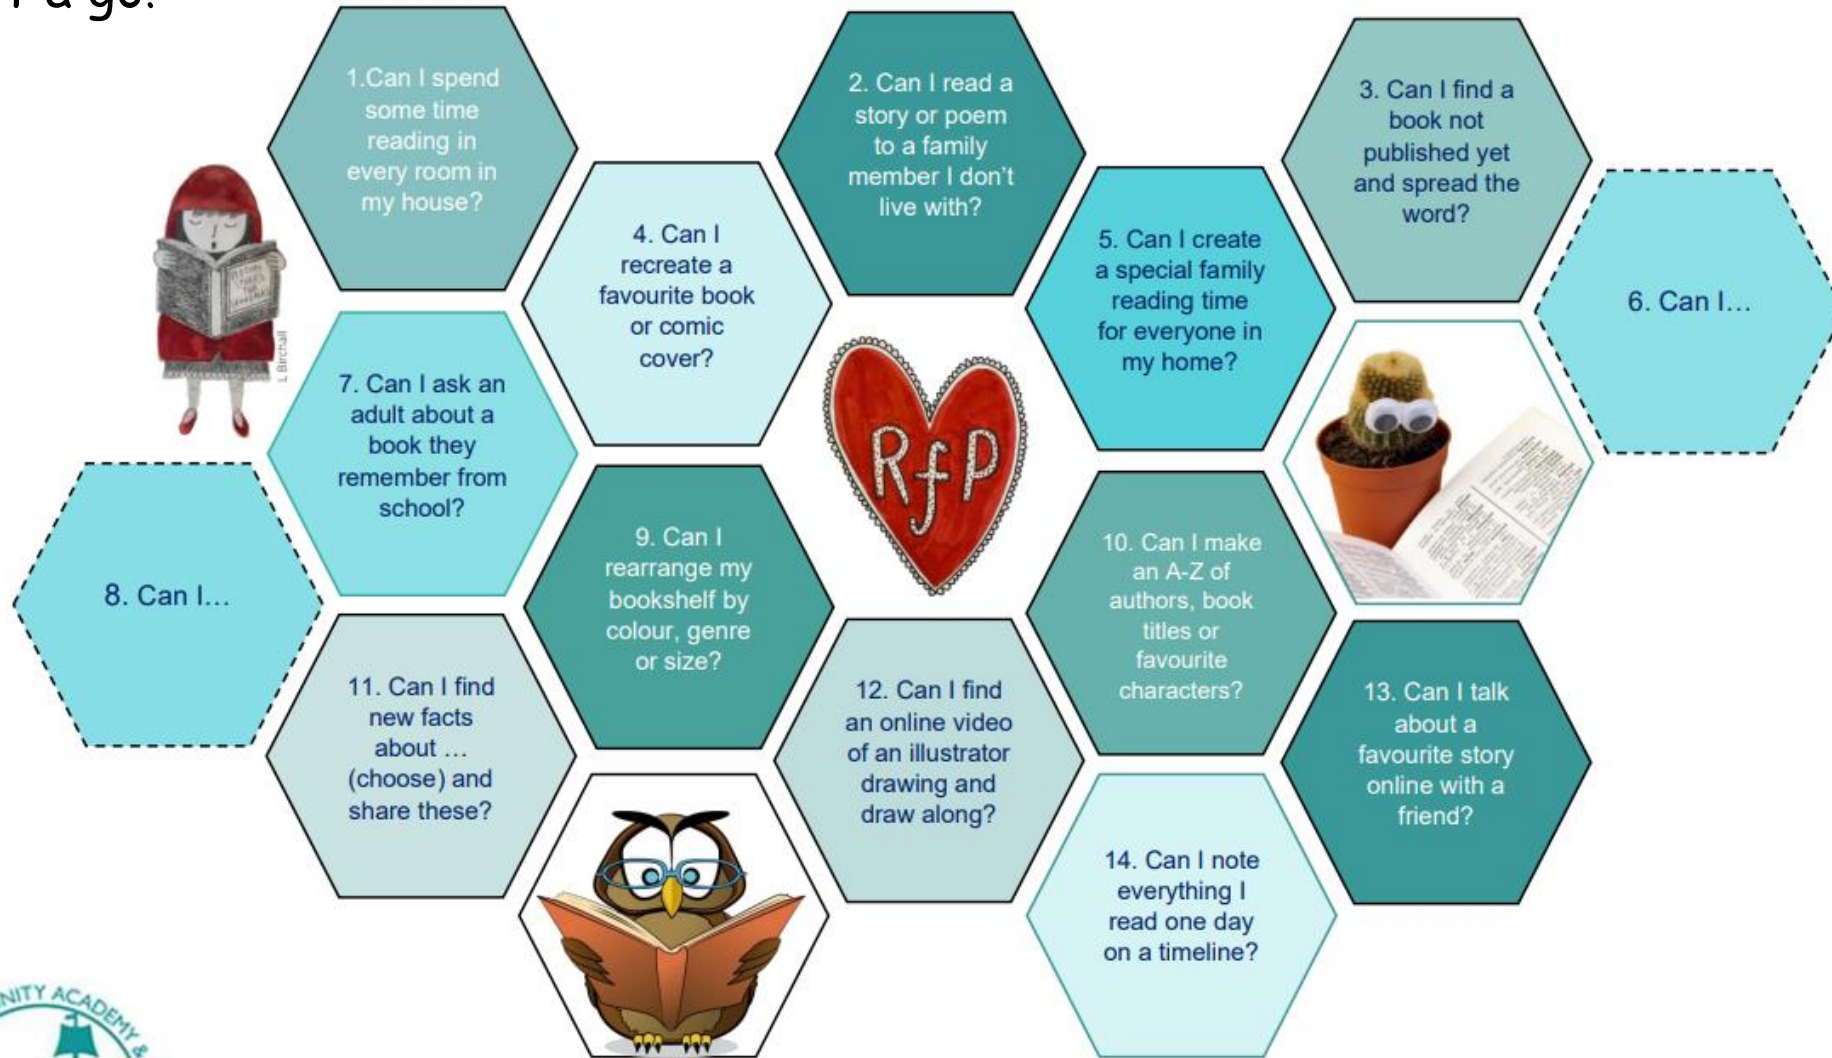 a go!
1.Can I spend
some time
reading in
every room in
my house?
2. Can I read a
story or poem
to a family
member I don't
live with?
3. Can I find a
book not
published yet
and spread the
word?
4. Can I
recreate a
favourite book
or comic
cover?
5. Can I create
a special family
reading time
for everyone in
my home?
6. Can I...
L Birchall
7. Can I ask an
adult about a
book they
remember from
school?
RfP
8. Can I...
9. Can I
rearrange my
bookshelf by
colour, genre
or size?
10. Can I make
an A-Z of
authors, book
titles or
favourite
characters?
11. Can I find
new facts
about ...
(choose) and
share these?
12. Can I find
an online video
of an illustrator
drawing and
draw along?
13. Can I talk
about a
favourite story
online with a
friend?
14. Can I note
everything I
read one day
on a timeline?
NITY ACADEMY &